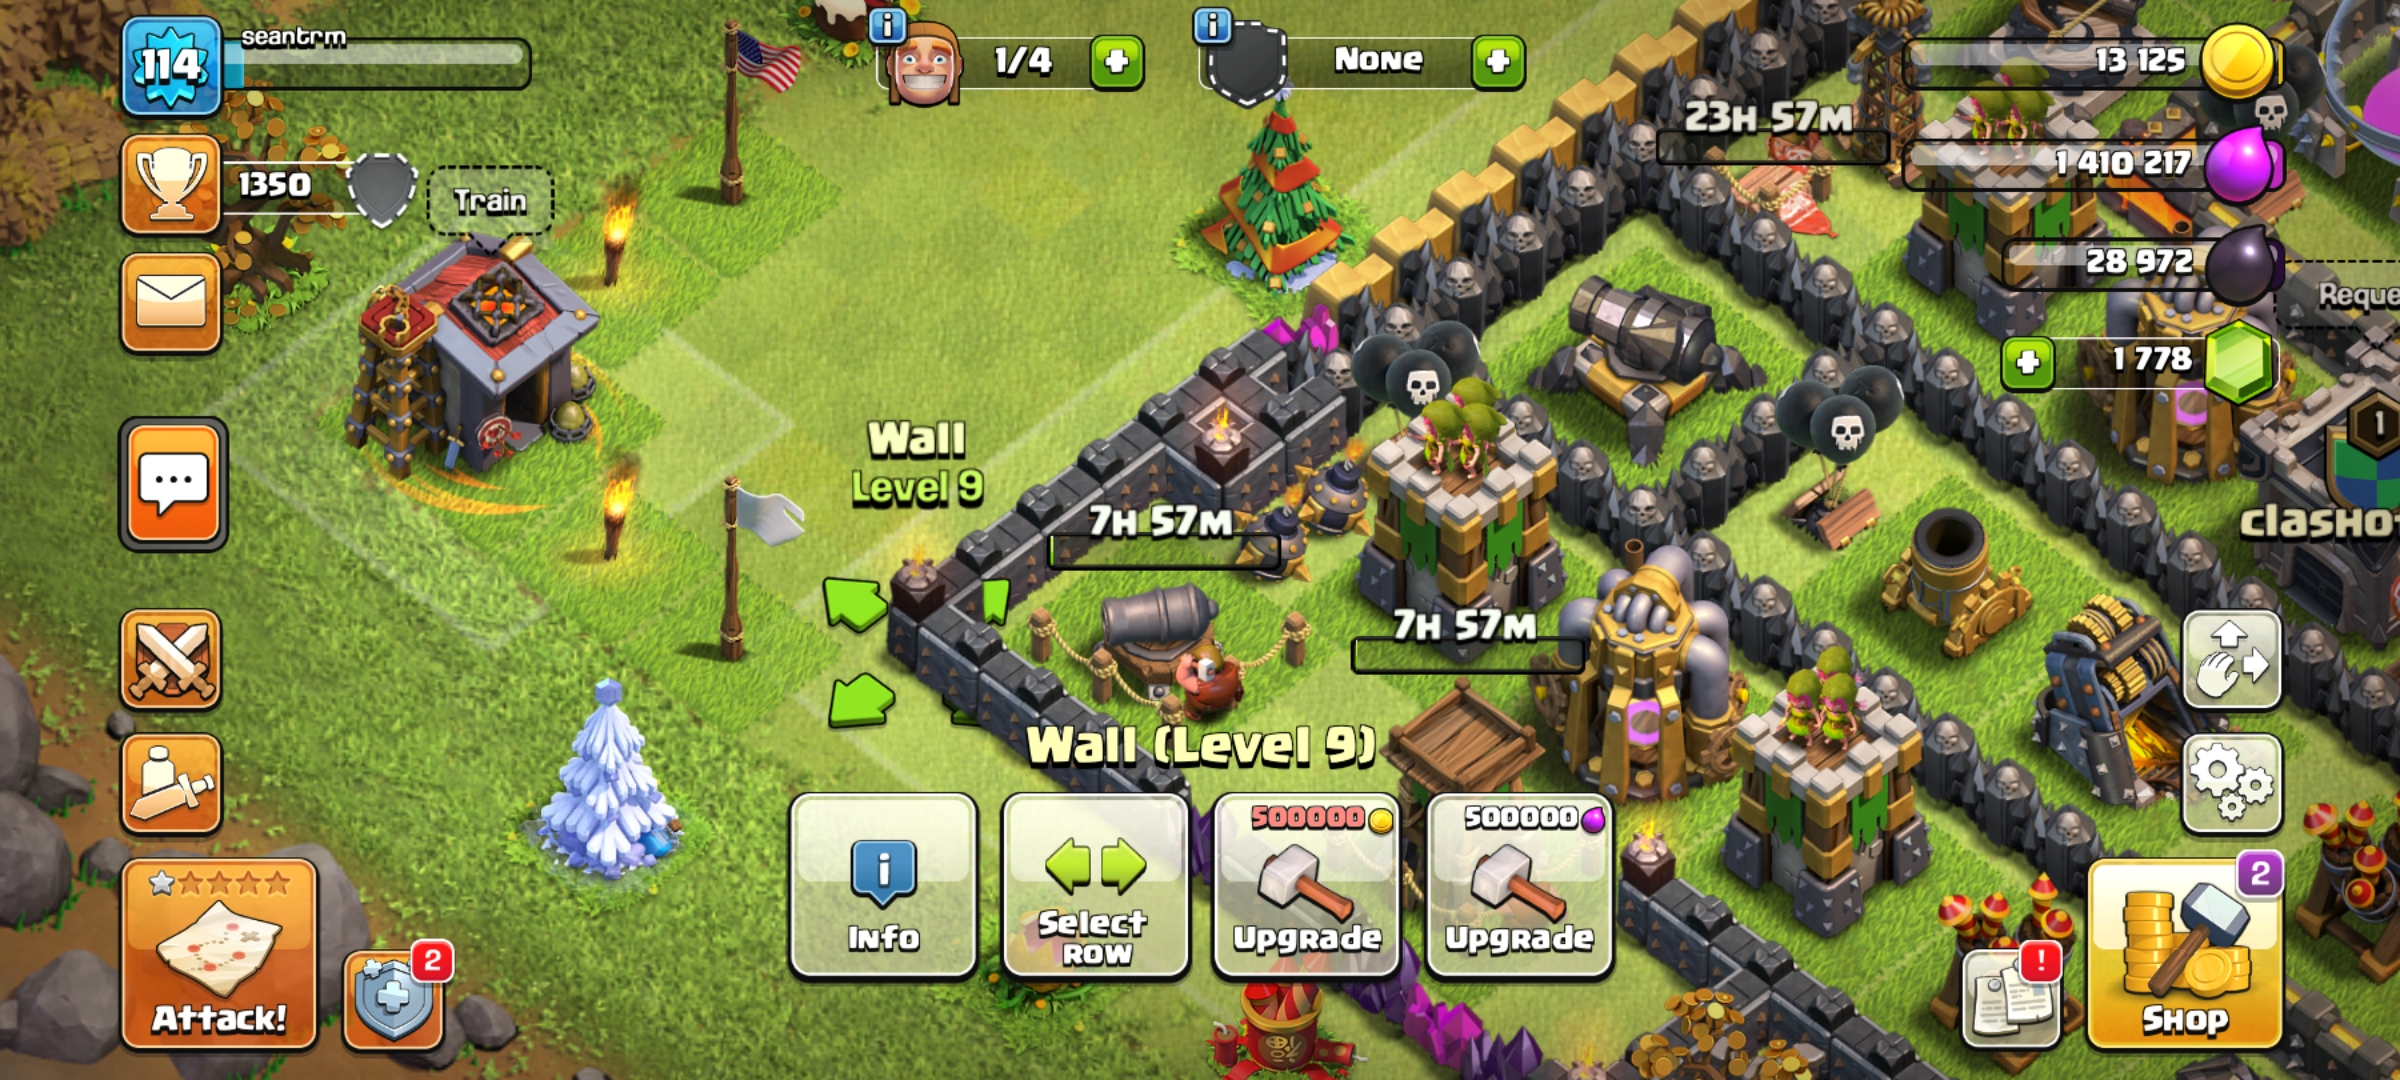 114
seantrm
1/4
None
13 125
23H 57M
1 410 217
1350
Train
28 972
Reque
1 778
1
Wall
Level 9
7H 57M
clasho
7H 57M
Wall (Level 9)
Info
Select
Row
500000
Upgrade
500000
Upgrade
2
Attack!
2
!
Shop